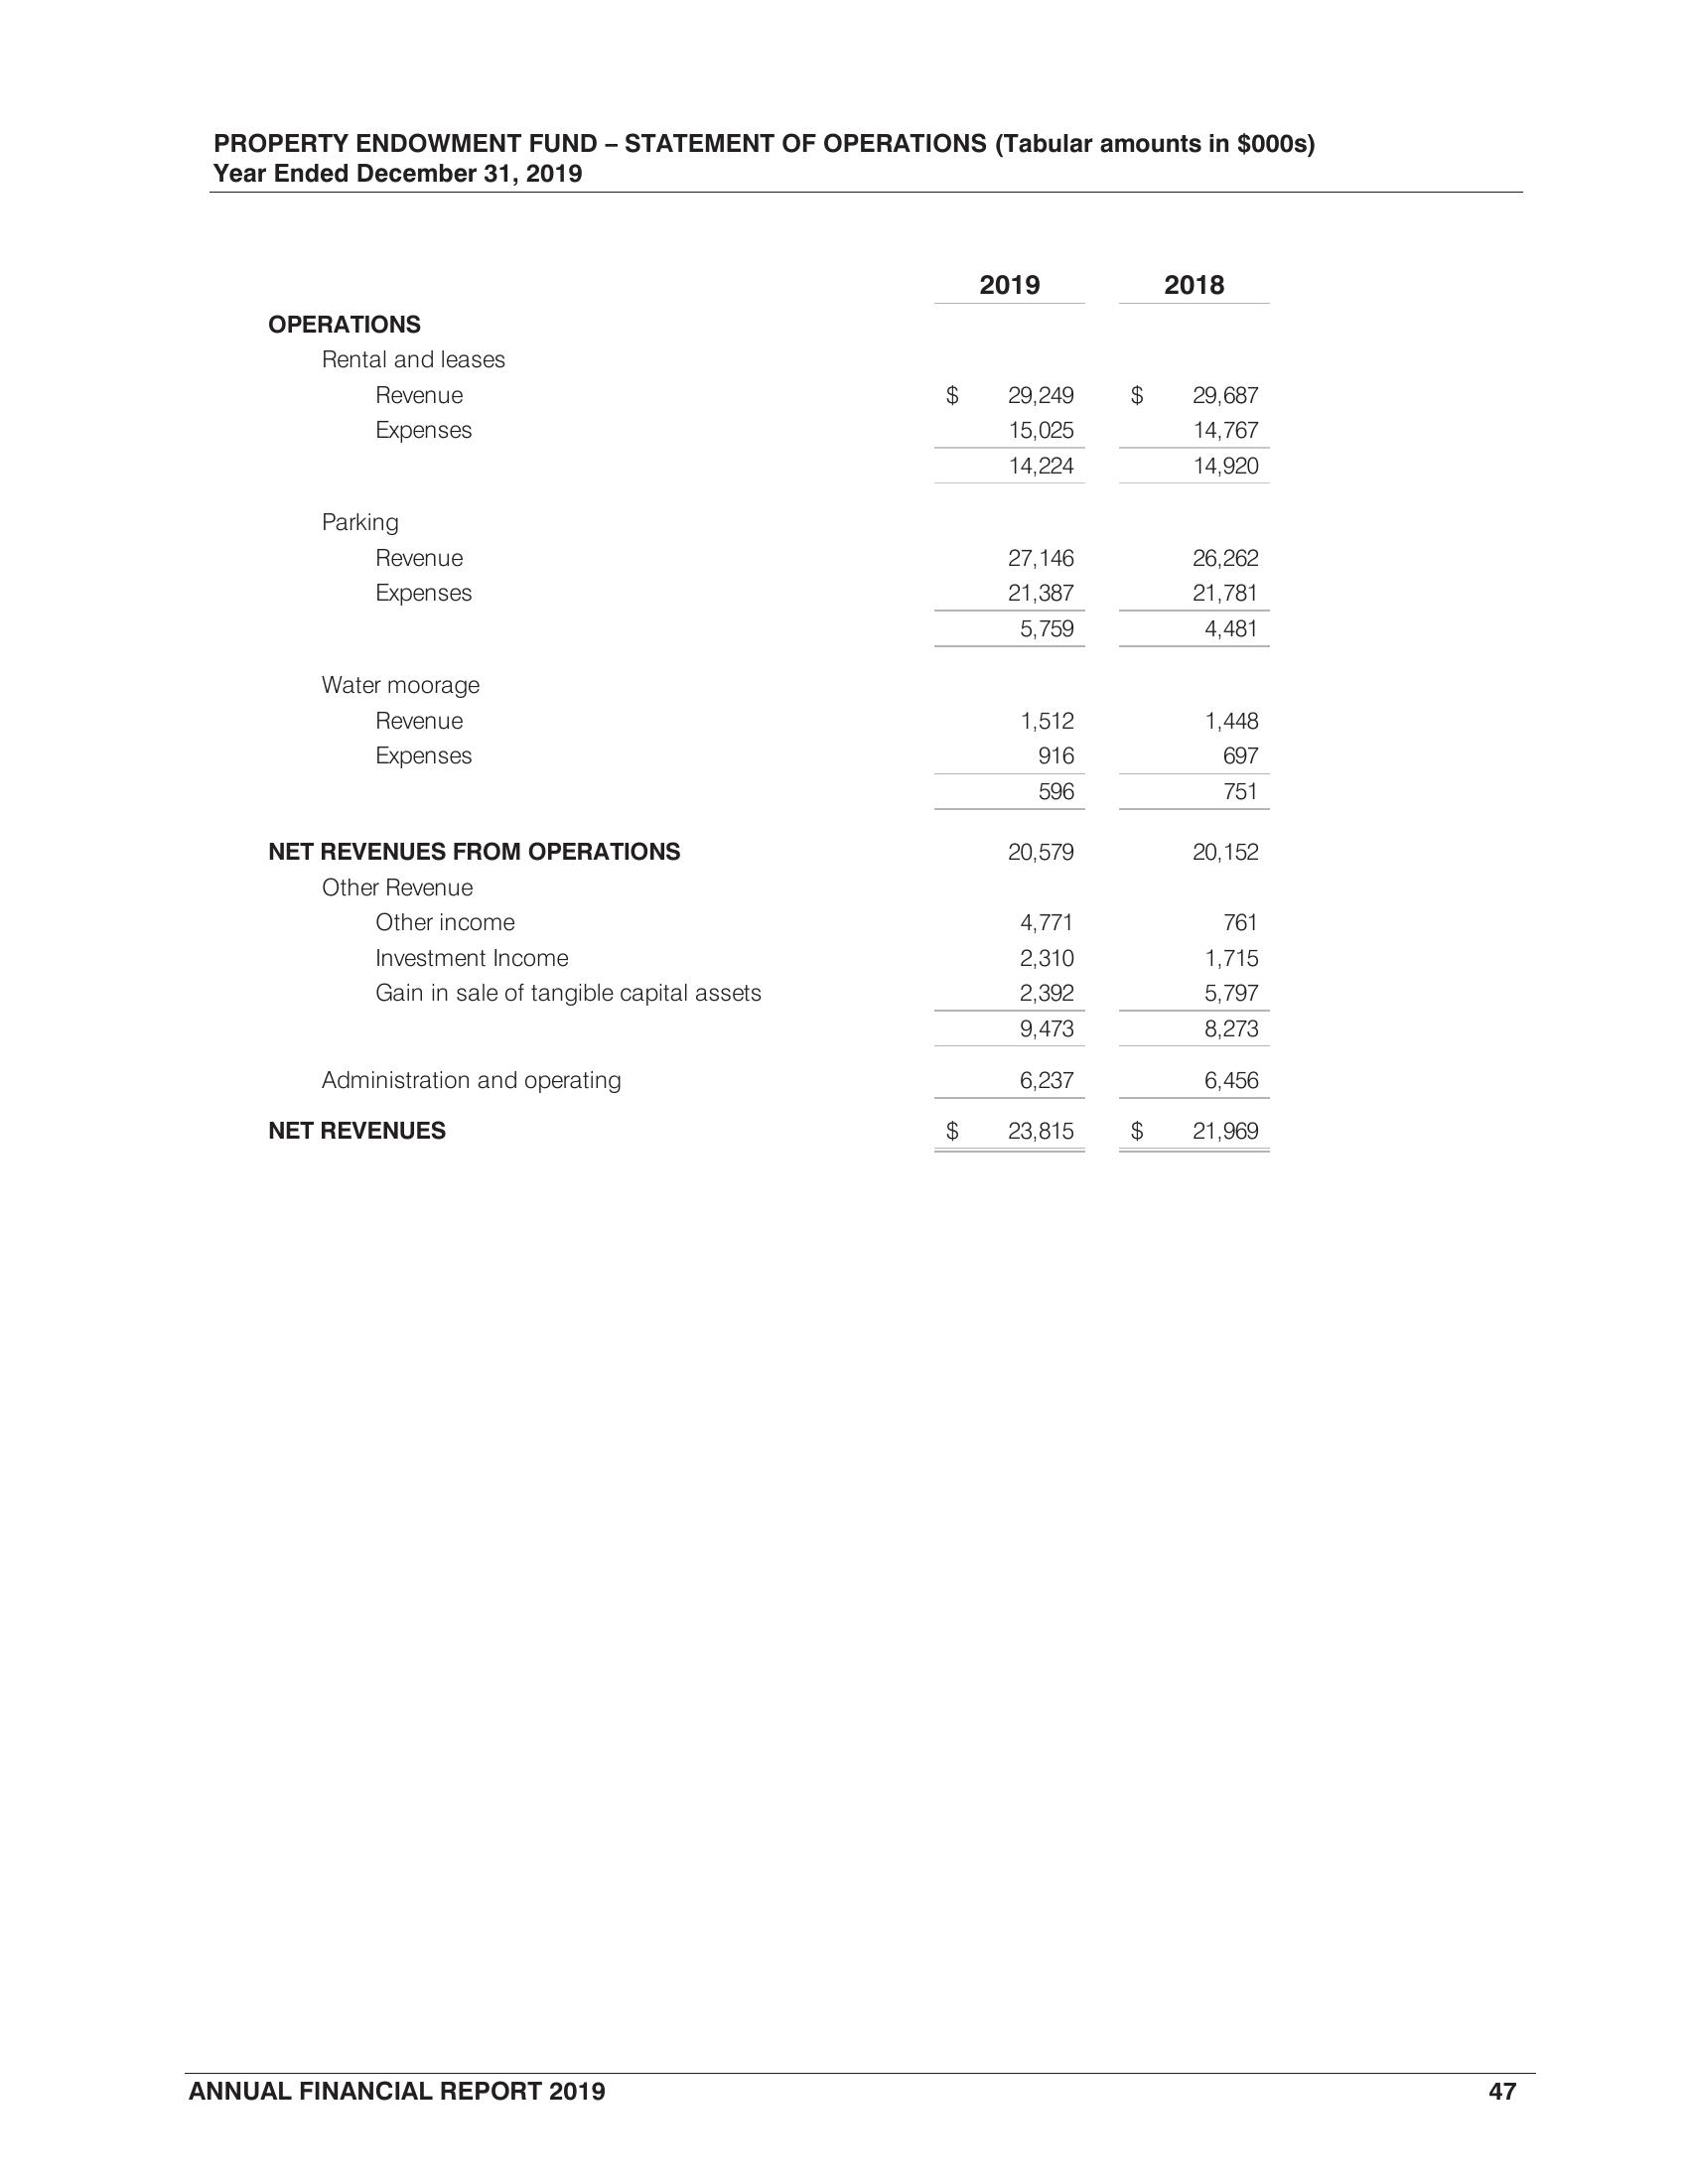 PROPERTY ENDOWMENT FUND – STATEMENT OF OPERATIONS (Tabular amounts in $000s)
Year Ended December 31, 2019
2019 2018
OPERATIONS
Rental and leases
Revenue $ 29,249 $ 29,687
Expenses 15,025 14,767
14,224 14,920
Parking
Revenue 27,146 26,262
Expenses 21,387 21,781
5,759 4,481
Water moorage
Revenue 1,512 1,448
Expenses 916 697
596 751
NET REVENUES FROM OPERATIONS 20,579 20,152
Other Revenue
Other income 4,771 761
Investment Income 2,310 1,715
Gain in sale of tangible capital assets 2,392 5,797
9,473 8,273
Administration and operating 6,237 6,456
NET REVENUES $ 23,815 $ 21,969
ANNUAL FINANCIAL REPORT 2019 47